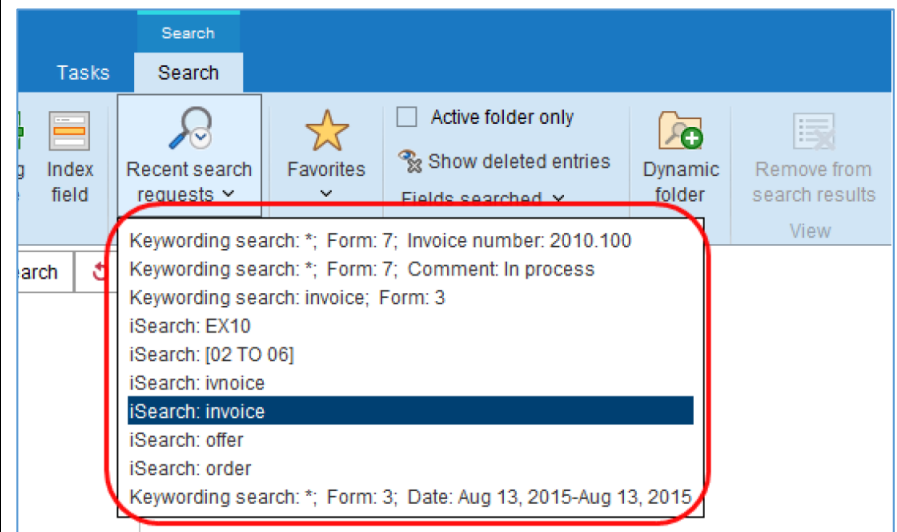 Search
Tasks
Search
Index field
Recent search requests
Favorites
Active folder only
Show deleted entries
Fields searched
Dynamic folder
Remove from search results
View
Keywording search: *; Form: 7; Invoice number: 2010.100
Keywording search: *; Form: 7; Comment: In process
Keywording search: invoice; Form: 3
iSearch: EX10
iSearch: [02 TO 06]
iSearch: ivnoice
iSearch: invoice
iSearch: offer
iSearch: order
Keywording search: *; Form: 3; Date: Aug 13, 2015-Aug 13, 2015